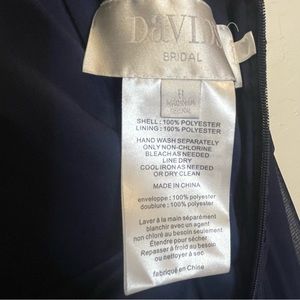 DaVID'S
BRIDAL
8
SHELL : 100% POLYESTER
LINING : 100% POLYESTER
HAND WASH SEPARATELY
ONLY NON-CHLORINE
BLEACH AS NEEDED
LINE DRY
COOL IRON AS NEEDED
OR DRY CLEAN
MADE IN CHINA
enveloppe : 100% polyester
doublure : 100% polyester
Laver à la main séparément
blanchir avec un agent
non chloré au besoin seulement
Étendre pour sécher
Repasser à froid au besoin
ou nettoyer à sec
fabriqué en Chine